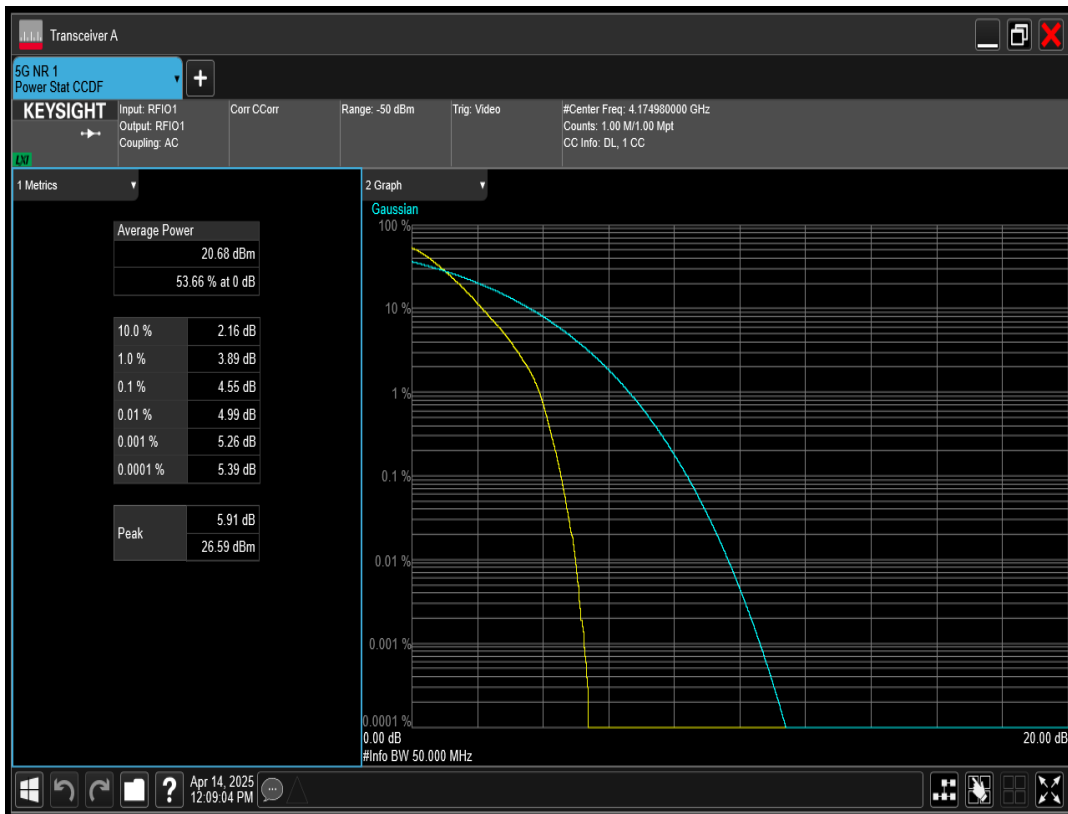 Transceiver A
5G NR 1
Power Stat CCDF
+
KEYSIGHT
LXI
Input: RFIO1
Output: RFIO1
Coupling: AC
Corr CCorr
Range: -50 dBm
Trig: Video
#Center Freq: 4.174980000 GHz
Counts: 1.00 M/1.00 Mpt
CC Info: DL, 1 CC
1 Metrics
Average Power
20.68 dBm
53.66 % at 0 dB
10.0 % 2.16 dB
1.0 % 3.89 dB
0.1 % 4.55 dB
0.01 % 4.99 dB
0.001 % 5.26 dB
0.0001 % 5.39 dB
Peak
5.91 dB
26.59 dBm
2 Graph
Gaussian
100 %
10 %
1 %
0.1 %
0.01 %
0.001 %
0.0001 %
0.00 dB 20.00 dB
#Info BW 50.000 MHz
?
Apr 14, 2025
12:09:04 PM